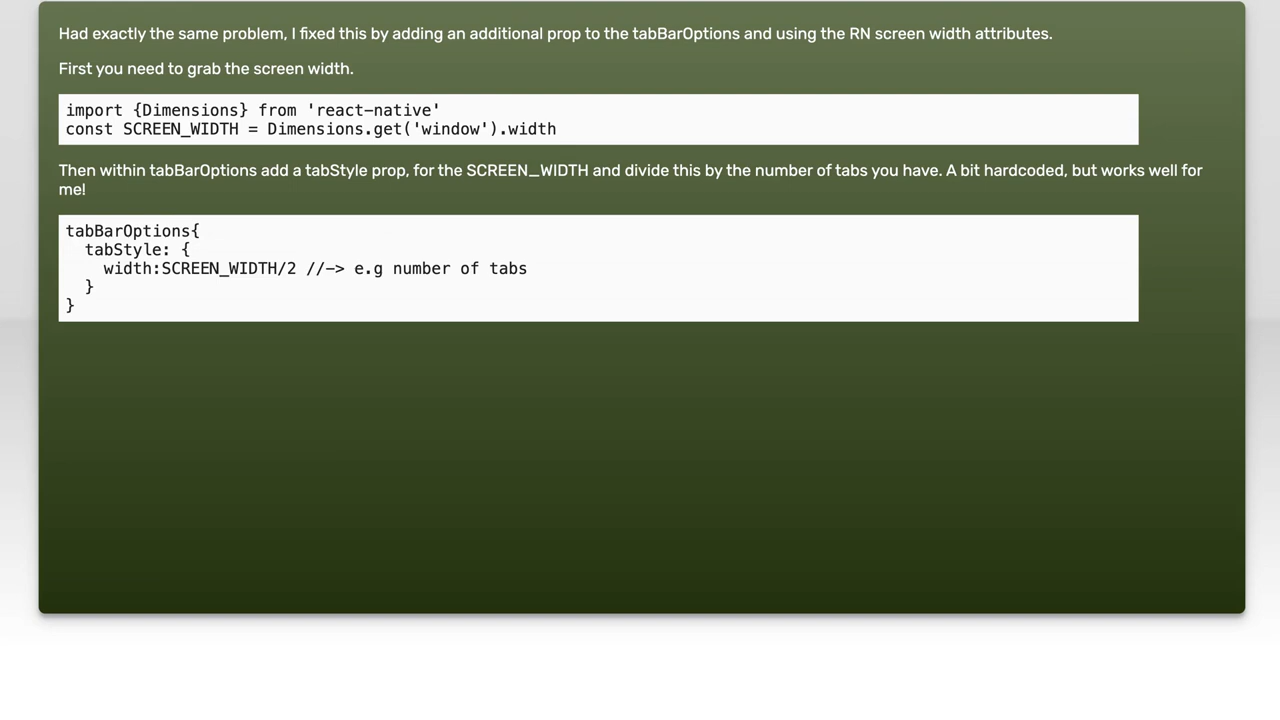 Had exactly the same problem, I fixed this by adding an additional prop to the tabBarOptions and using the RN screen width attributes.
First you need to grab the screen width.
import {Dimensions} from 'react-native'
const SCREEN_WIDTH = Dimensions.get('window').width
Then within tabBarOptions add a tabStyle prop, for the SCREEN_WIDTH and divide this by the number of tabs you have. A bit hardcoded, but works well for
me!
tabBarOptions{
  tabStyle: {
    width:SCREEN_WIDTH/2 //-> e.g number of tabs
  }
}